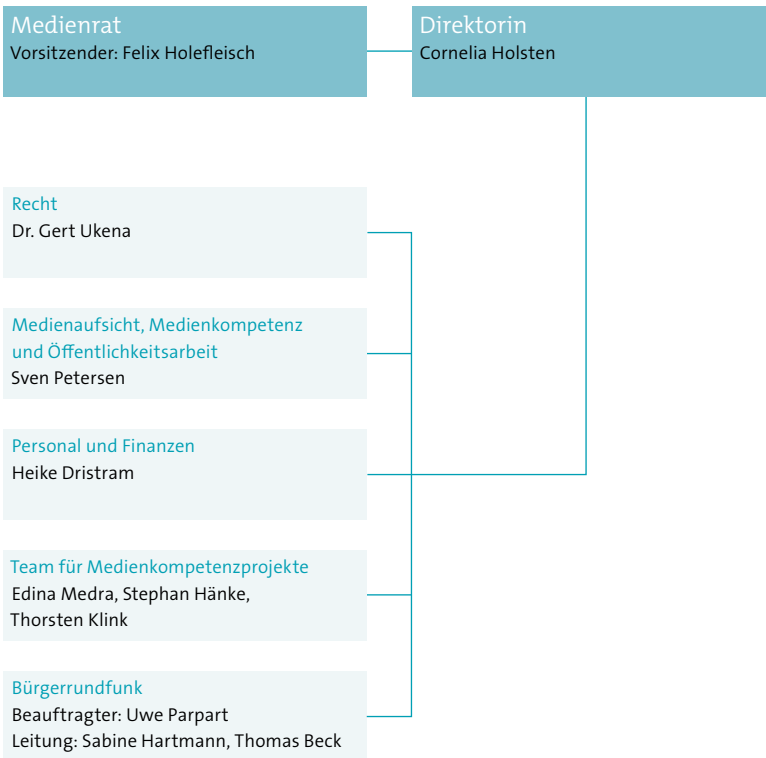 Medienrat
Vorsitzender: Felix Holefleisch
Direktorin
Cornelia Holsten
Recht
Dr. Gert Ukena
Medienaufsicht, Medienkompetenz
und Öffentlichkeitsarbeit
Sven Petersen
Personal und Finanzen
Heike Dristram
Team für Medienkompetenzprojekte
Edina Medra, Stephan Hänke,
Thorsten Klink
Bürgerrundfunk
Beauftragter: Uwe Parpart
Leitung: Sabine Hartmann, Thomas Beck